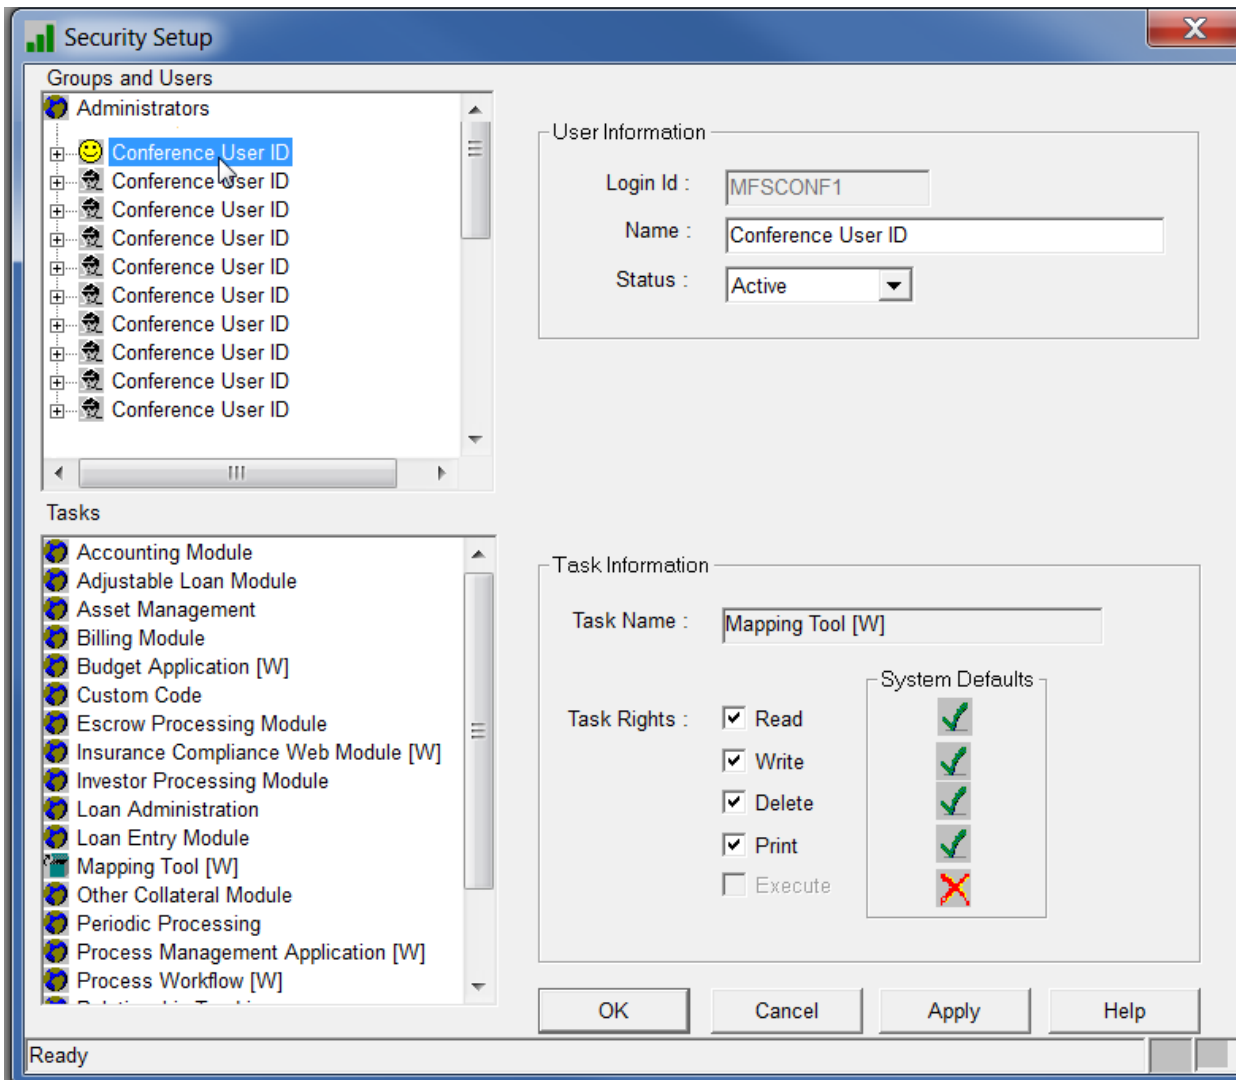 Security Setup
Groups and Users
Administrators
Conference User ID
Conference User ID
Conference User ID
Conference User ID
Conference User ID
Conference User ID
Conference User ID
Conference User ID
Conference User ID
Conference User ID
User Information
Login Id :
MFSCONF1
Name :
Conference User ID
Status :
Active
Tasks
Accounting Module
Adjustable Loan Module
Asset Management
Billing Module
Budget Application [W]
Custom Code
Escrow Processing Module
Insurance Compliance Web Module [W]
Investor Processing Module
Loan Administration
Loan Entry Module
Mapping Tool [W]
Other Collateral Module
Periodic Processing
Process Management Application [W]
Process Workflow [W]
Task Information
Task Name :
Mapping Tool [W]
System Defaults
Task Rights :
Read
Write
Delete
Print
Execute
OK
Cancel
Apply
Help
Ready